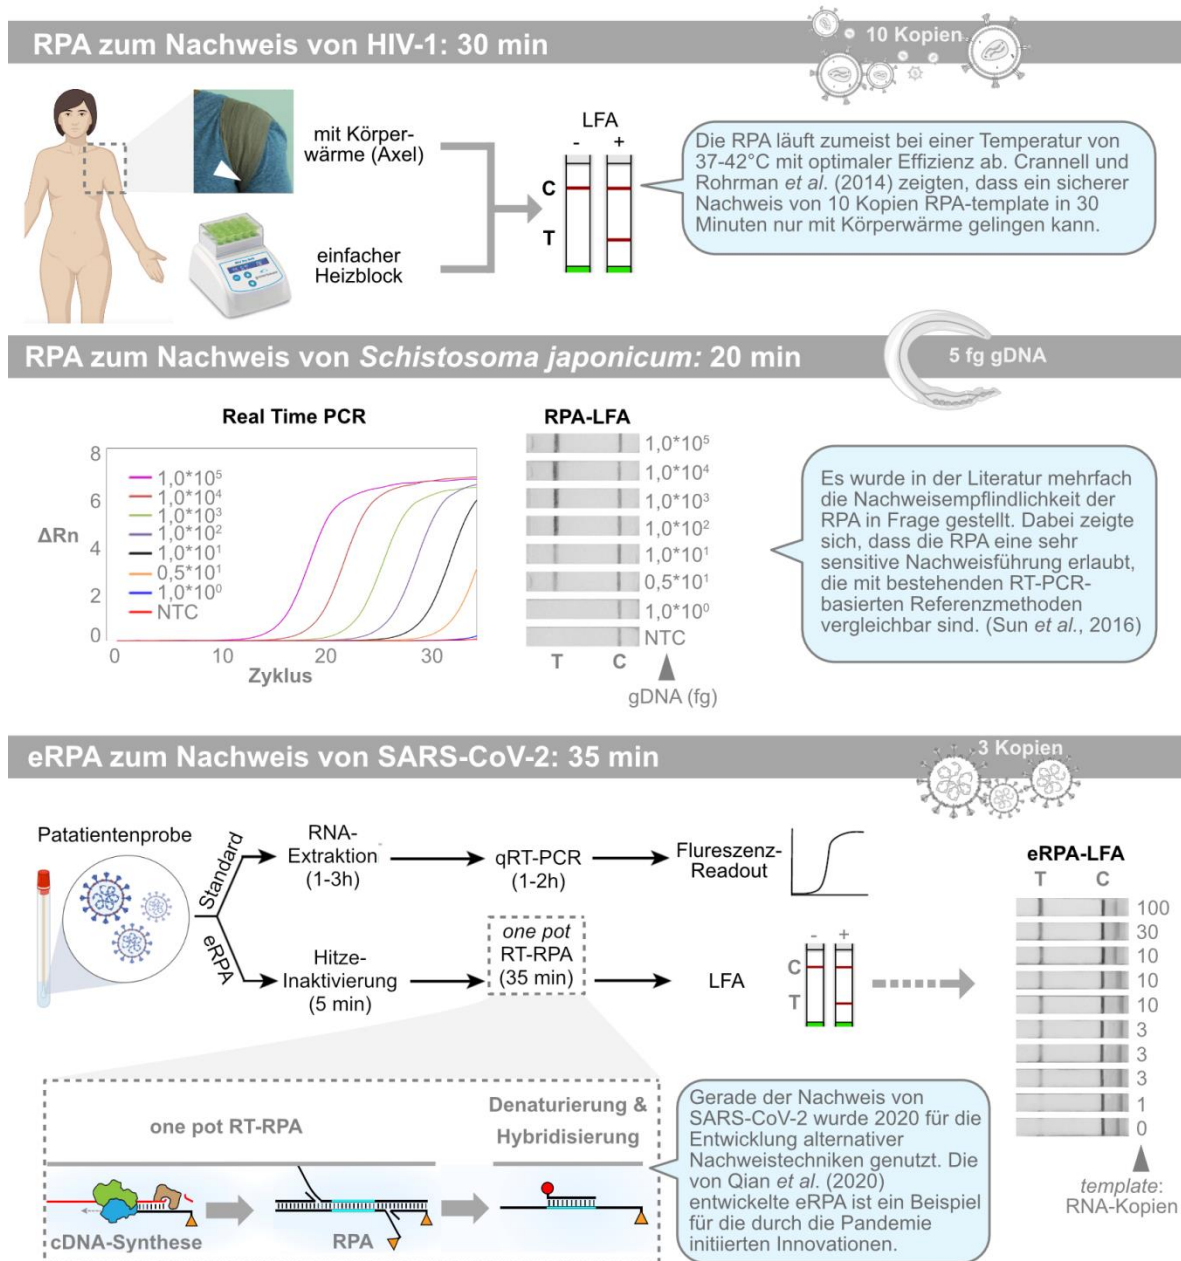 RPA zum Nachweis von HIV-1: 30 min
10 Kopien
mit Körper-
wärme (Axel)
einfacher
Heizblock
LFA
- +
C
T
Die RPA läuft zumeist bei einer Temperatur von
37-42°C mit optimaler Effizienz ab. Crannell und
Rohrman et al. (2014) zeigten, dass ein sicherer
Nachweis von 10 Kopien RPA-template in 30
Minuten nur mit Körperwärme gelingen kann.
RPA zum Nachweis von Schistosoma japonicum: 20 min
5 fg gDNA
Real Time PCR
8
6
4
2
0
ΔRn
1,0*10⁵
1,0*10⁴
1,0*10³
1,0*10²
1,0*10¹
0,5*10¹
1,0*10⁰
NTC
0 10 20 30
Zyklus
RPA-LFA
1,0*10⁵
1,0*10⁴
1,0*10³
1,0*10²
1,0*10¹
0,5*10¹
1,0*10⁰
NTC
T C
gDNA (fg)
Es wurde in der Literatur mehrfach
die Nachweisempflindlichkeit der
RPA in Frage gestellt. Dabei zeigte
sich, dass die RPA eine sehr
sensitive Nachweisführung erlaubt,
die mit bestehenden RT-PCR-
basierten Referenzmethoden
vergleichbar sind. (Sun et al., 2016)
eRPA zum Nachweis von SARS-CoV-2: 35 min
3 Kopien
Patatientenprobe
Standard
eRPA
RNA-
Extraktion
(1-3h)
qRT-PCR
(1-2h)
Flureszenz-
Readout
Hitze-
Inaktivierung
(5 min)
one pot
RT-RPA
(35 min)
LFA
- +
C
T
eRPA-LFA
T C
100
30
10
10
10
3
3
3
1
0
template:
RNA-Kopien
one pot RT-RPA
Denaturierung &
Hybridisierung
cDNA-Synthese
RPA
Gerade der Nachweis von
SARS-CoV-2 wurde 2020 für die
Entwicklung alternativer
Nachweistechniken genutzt. Die
von Qian et al. (2020)
entwickelte eRPA ist ein Beispiel
für die durch die Pandemie
initiierten Innovationen.